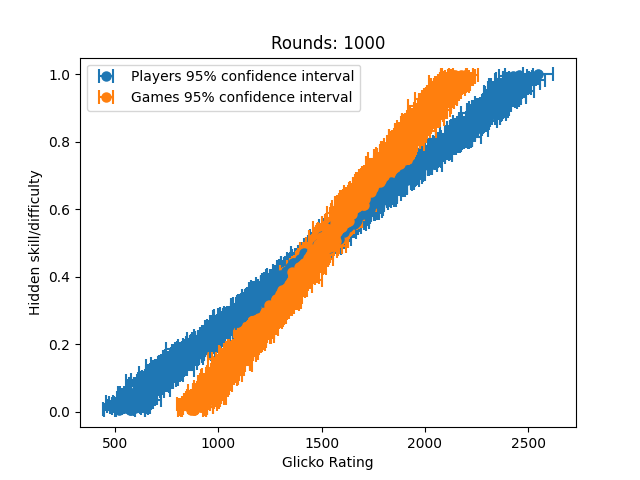 Rounds: 1000
Players 95% confidence interval
Games 95% confidence interval
1.0
0.8
0.6
0.4
0.2
0.0
Hidden skill/difficulty
500 1000 1500 2000 2500
Glicko Rating